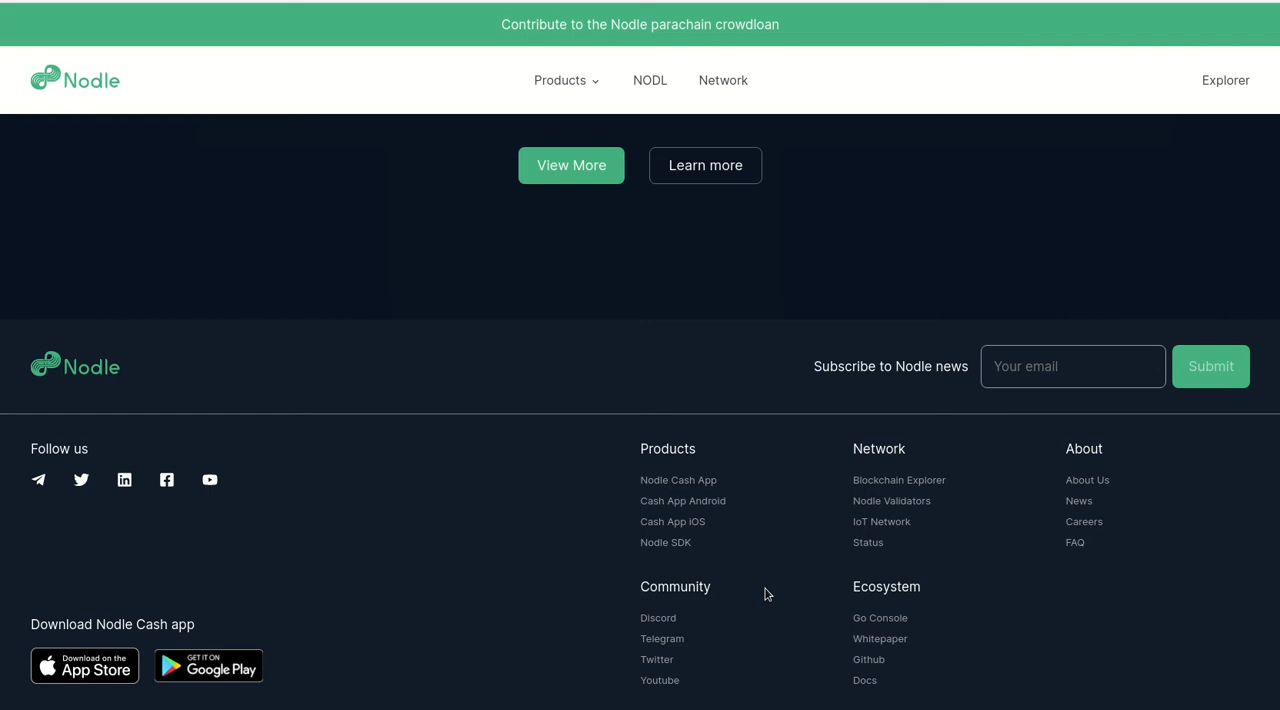 Contribute to the Nodle parachain crowdloan
Nodle
Products
NODL
Network
Explorer
View More
Learn more
Nodle
Subscribe to Nodle news
Your email
Submit
Follow us
Download Nodle Cash app
Download on the
App Store
GET IT ON
Google Play
Products
Nodle Cash App
Cash App Android
Cash App iOS
Nodle SDK
Network
Blockchain Explorer
Nodle Validators
IoT Network
Status
About
About Us
News
Careers
FAQ
Community
Discord
Telegram
Twitter
Youtube
Ecosystem
Go Console
Whitepaper
Github
Docs